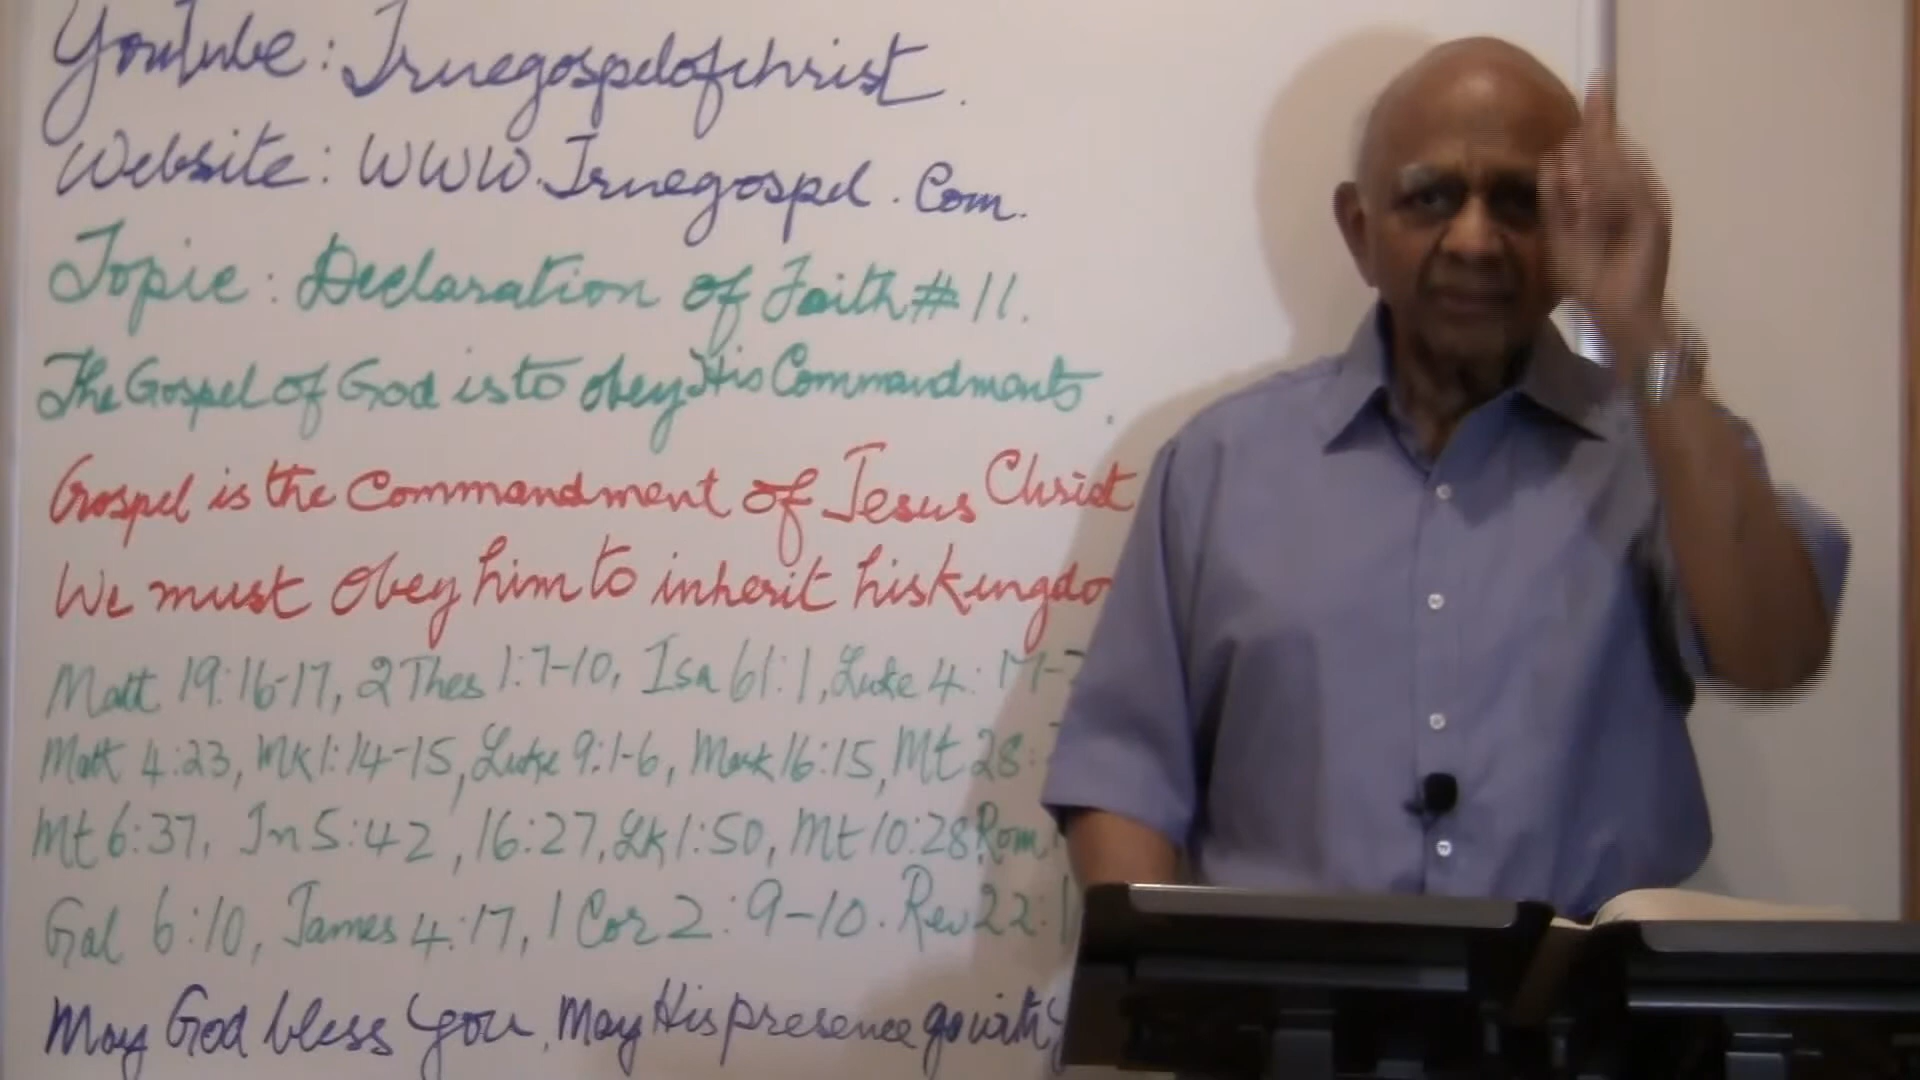 YouTube: Truegospelofchrist.
Website: WWW.Truegospel.Com.
Topic: Declaration of Faith #11.
The Gospel of God is to obey His Commandments.
Gospel is the Commandment of Jesus Christ
We must obey him to inherit his kingdo
Matt 19:16-17, 2 Thes 1:7-10, Isa 61:1, Luke 4:17-
Matt 4:23, Mk 1:14-15, Luke 9:1-6, Mark 16:15, Mt 28:
Mt 6:37, Jn 5:42, 16:27, Lk 1:50, Mt 10:28 Rom
Gal 6:10, James 4:17, 1 Cor 2:9-10. Rev 22:1
May God bless you. May His presence go with